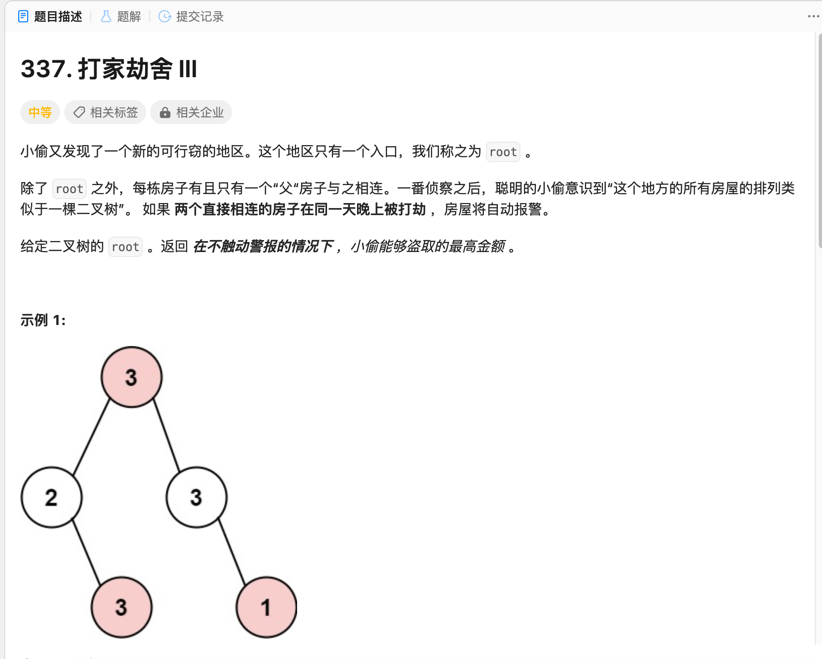 题目描述 题解 提交记录
337. 打家劫舍 III
中等 相关标签 相关企业
小偷又发现了一个新的可行窃的地区。这个地区只有一个入口，我们称之为 root 。
除了 root 之外，每栋房子有且只有一个“父“房子与之相连。一番侦察之后，聪明的小偷意识到“这个地方的所有房屋的排列类
似于一棵二叉树”。 如果 两个直接相连的房子在同一天晚上被打劫 ，房屋将自动报警。
给定二叉树的 root 。返回 在不触动警报的情况下 ，小偷能够盗取的最高金额 。
示例 1:
3
2 3
3 1